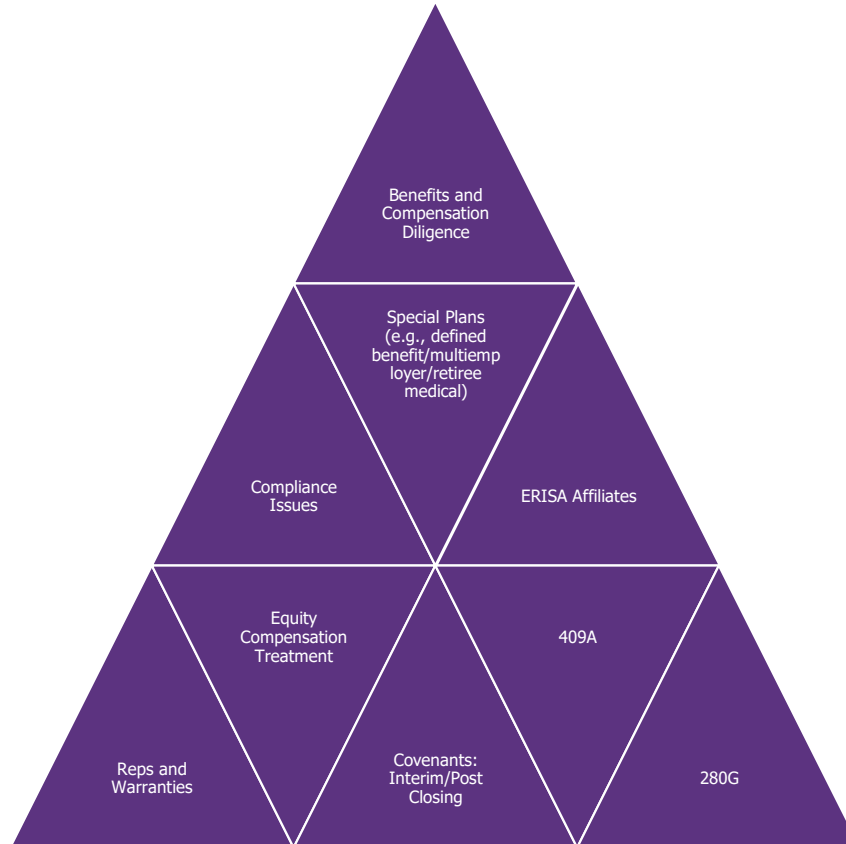 Benefits and
Compensation
Diligence
Special Plans
(e.g., defined
benefit/multiemp
loyer/retiree
medical)
Compliance
Issues
ERISA Affiliates
Equity
Compensation
Treatment
409A
Reps and
Warranties
Covenants:
Interim/Post
Closing
280G